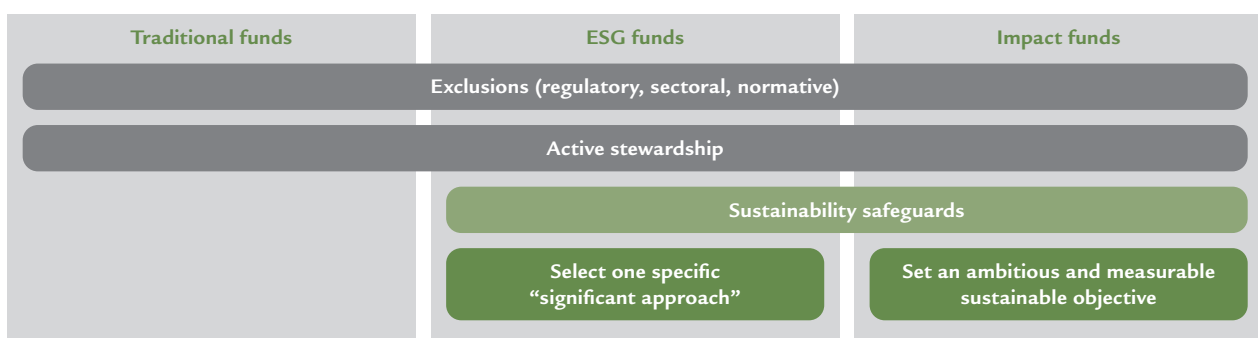 Traditional funds
ESG funds
Impact funds
Exclusions (regulatory, sectoral, normative)
Active stewardship
Sustainability safeguards
Select one specific
“significant approach”
Set an ambitious and measurable
sustainable objective